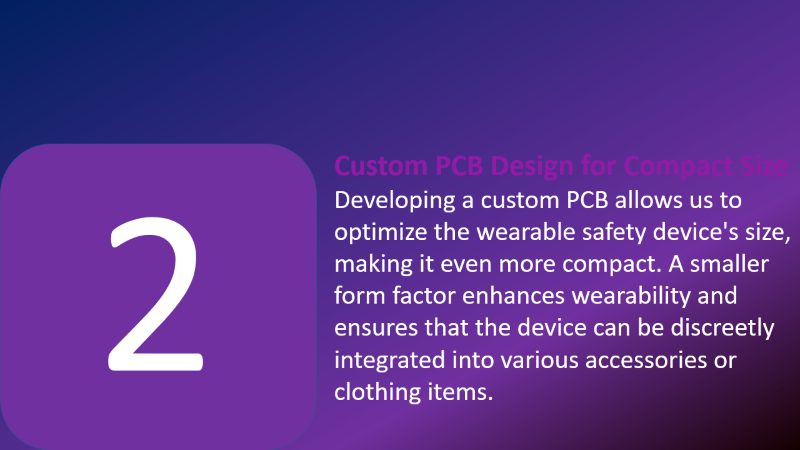 2
Custom PCB Design for Compact Size
Developing a custom PCB allows us to
optimize the wearable safety device's size,
making it even more compact. A smaller
form factor enhances wearability and
ensures that the device can be discreetly
integrated into various accessories or
clothing items.